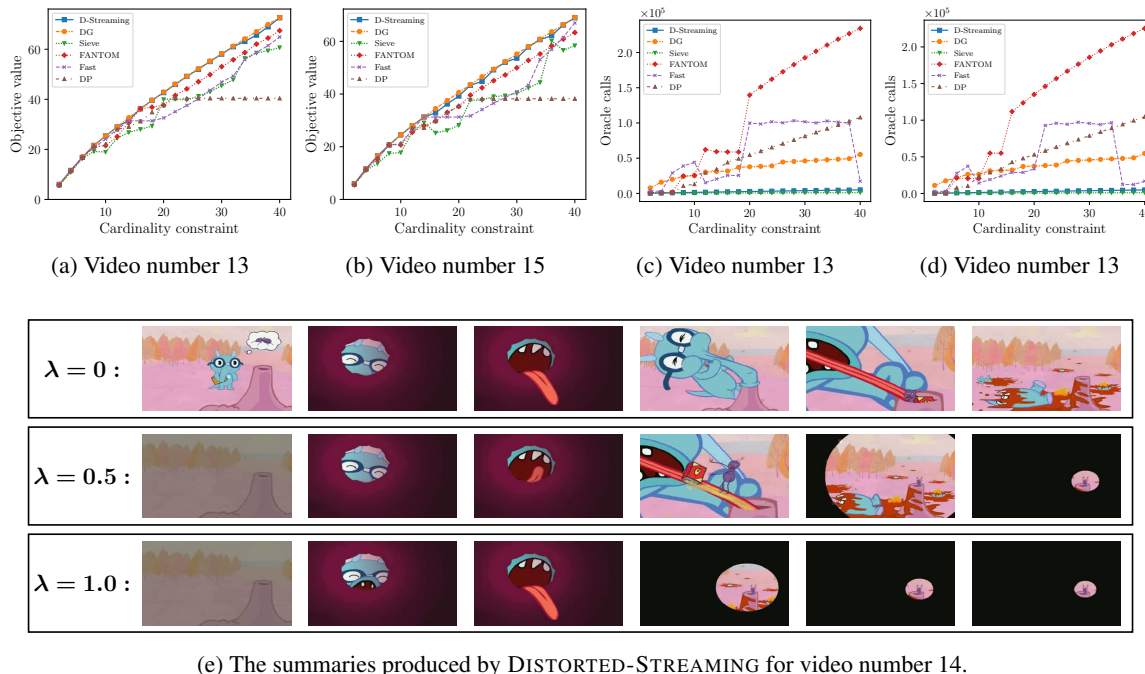 60
40
20
0
Objective value
D-Streaming
DG
Sieve
FANTOM
Fast
DP
10
20
30
40
Cardinality constraint
(a) Video number 13
60
40
20
0
Objective value
D-Streaming
DG
Sieve
FANTOM
Fast
DP
10
20
30
40
Cardinality constraint
(b) Video number 15
×10⁵
2.0
1.5
1.0
0.5
0.0
Oracle calls
D-Streaming
DG
Sieve
FANTOM
Fast
DP
10
20
30
40
Cardinality constraint
(c) Video number 13
×10⁵
2.0
1.5
1.0
0.5
0.0
Oracle calls
D-Streaming
DG
Sieve
FANTOM
Fast
DP
10
20
30
Cardinality constraint
(d) Video number 13
λ = 0 :
λ = 0.5 :
λ = 1.0 :
(e) The summaries produced by DISTORTED-STREAMING for video number 14.